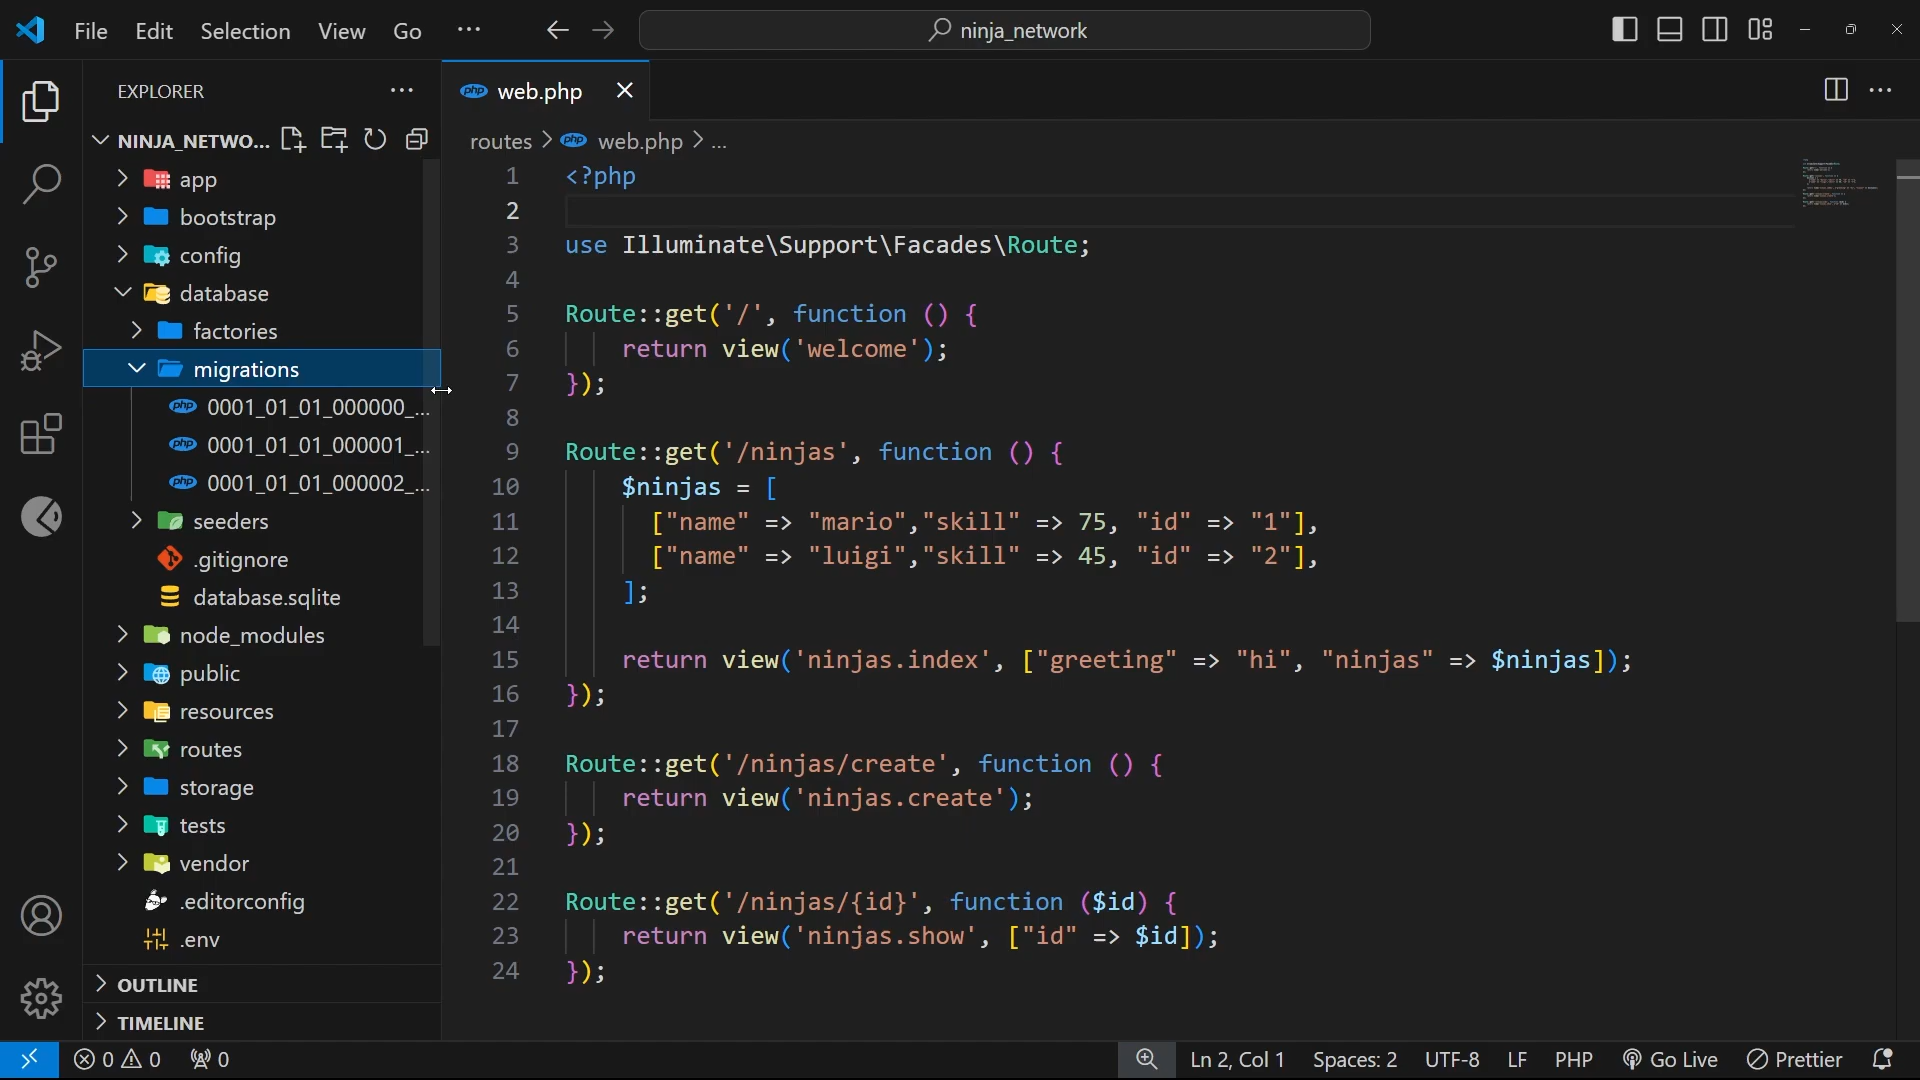 File Edit Selection View Go ··· ninja_network
EXPLORER ···
NINJA_NETWO...
app
bootstrap
config
database
factories
migrations
php 0001_01_01_000000_...
php 0001_01_01_000001_...
php 0001_01_01_000002_...
seeders
.gitignore
database.sqlite
node_modules
public
resources
routes
storage
tests
vendor
.editorconfig
.env
OUTLINE
TIMELINE
php web.php
routes > php web.php > ...
1 <?php
2
3 use Illuminate\Support\Facades\Route;
4
5 Route::get('/', function () {
6 return view('welcome');
7 });
8
9 Route::get('/ninjas', function () {
10 $ninjas = [
11 ["name" => "mario","skill" => 75, "id" => "1"],
12 ["name" => "luigi","skill" => 45, "id" => "2"],
13 ];
14
15 return view('ninjas.index', ["greeting" => "hi", "ninjas" => $ninjas]);
16 });
17
18 Route::get('/ninjas/create', function () {
19 return view('ninjas.create');
20 });
21
22 Route::get('/ninjas/{id}', function ($id) {
23 return view('ninjas.show', ["id" => $id]);
24 });
0 0 0 Ln 2, Col 1 Spaces: 2 UTF-8 LF PHP Go Live Prettier